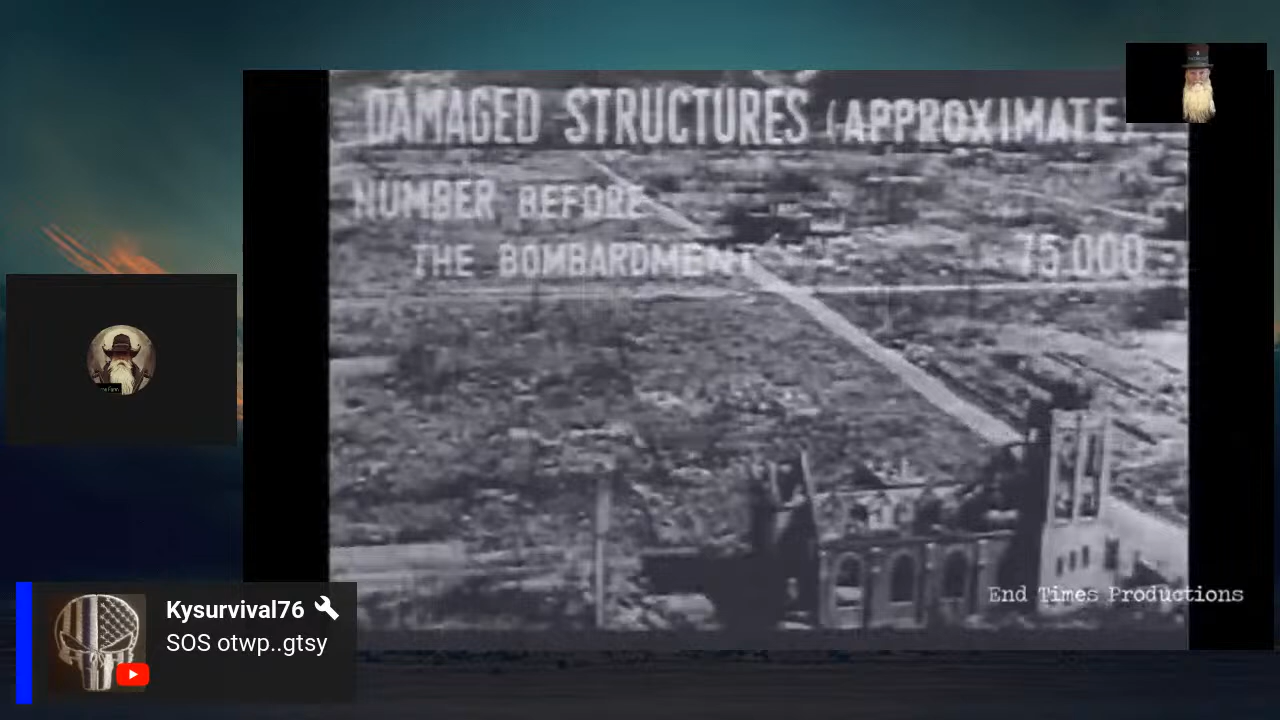 DAMAGED STRUCTURES (APPROXIMATE)
NUMBER BEFORE
THE BOMBARDMENT 75,000
End Times Productions
Kysurvival76
SOS otwp..gtsy